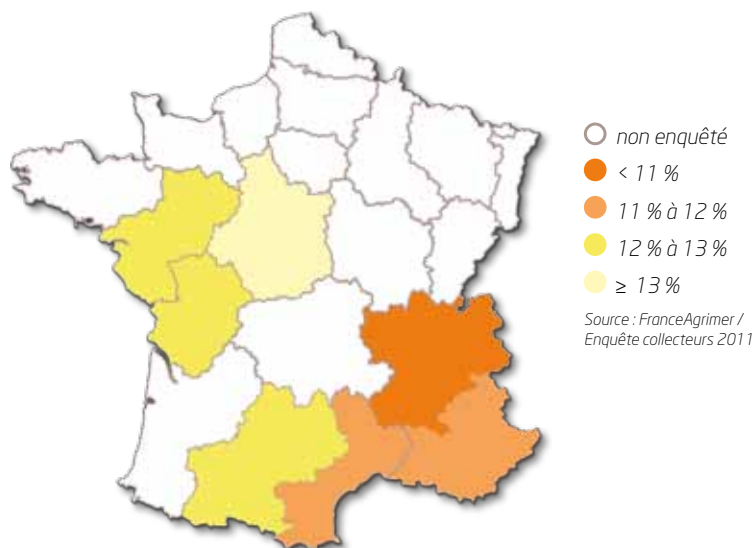 non enquêté
< 11 %
11 % à 12 %
12 % à 13 %
≥ 13 %
Source : FranceAgrimer /
Enquête collecteurs 2011